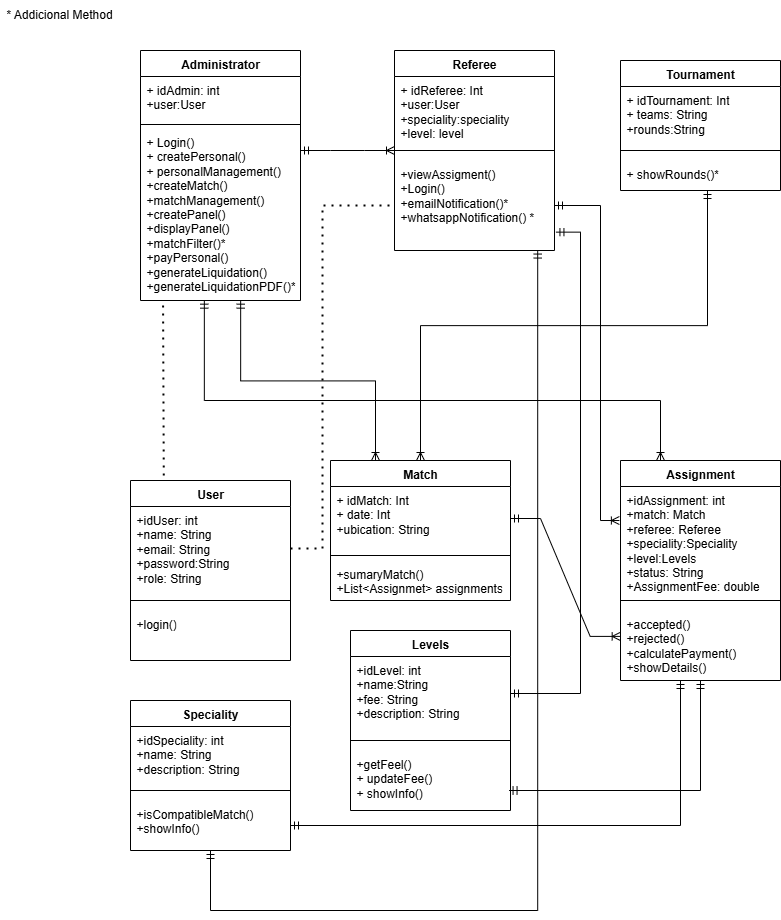 * Addicional Method
Administrator
+ idAdmin: int
+user:User
+ Login()
+ createPersonal()
+ personalManagement()
+createMatch()
+matchManagement()
+createPanel()
+displayPanel()
+matchFilter()*
+payPersonal()
+generateLiquidation()
+generateLiquidationPDF()*
Referee
+ idReferee: Int
+user:User
+speciality:speciality
+level: level
+viewAssigment()
+Login()
+emailNotification()*
+whatsappNotification() *
Tournament
+ idTournament: Int
+ teams: String
+rounds:String
+ showRounds()*
User
+idUser: int
+name: String
+email: String
+password:String
+role: String
+login()
Match
+ idMatch: Int
+ date: Int
+ubication: String
+sumaryMatch()
+List<Assignmet> assignments
Assignment
+idAssignment: int
+match: Match
+referee: Referee
+speciality:Speciality
+level:Levels
+status: String
+AssignmentFee: double
+accepted()
+rejected()
+calculatePayment()
+showDetails()
Levels
+idLevel: int
+name:String
+fee: String
+description: String
+getFeel()
+ updateFee()
+ showInfo()
Speciality
+idSpeciality: int
+name: String
+description: String
+isCompatibleMatch()
+showInfo()